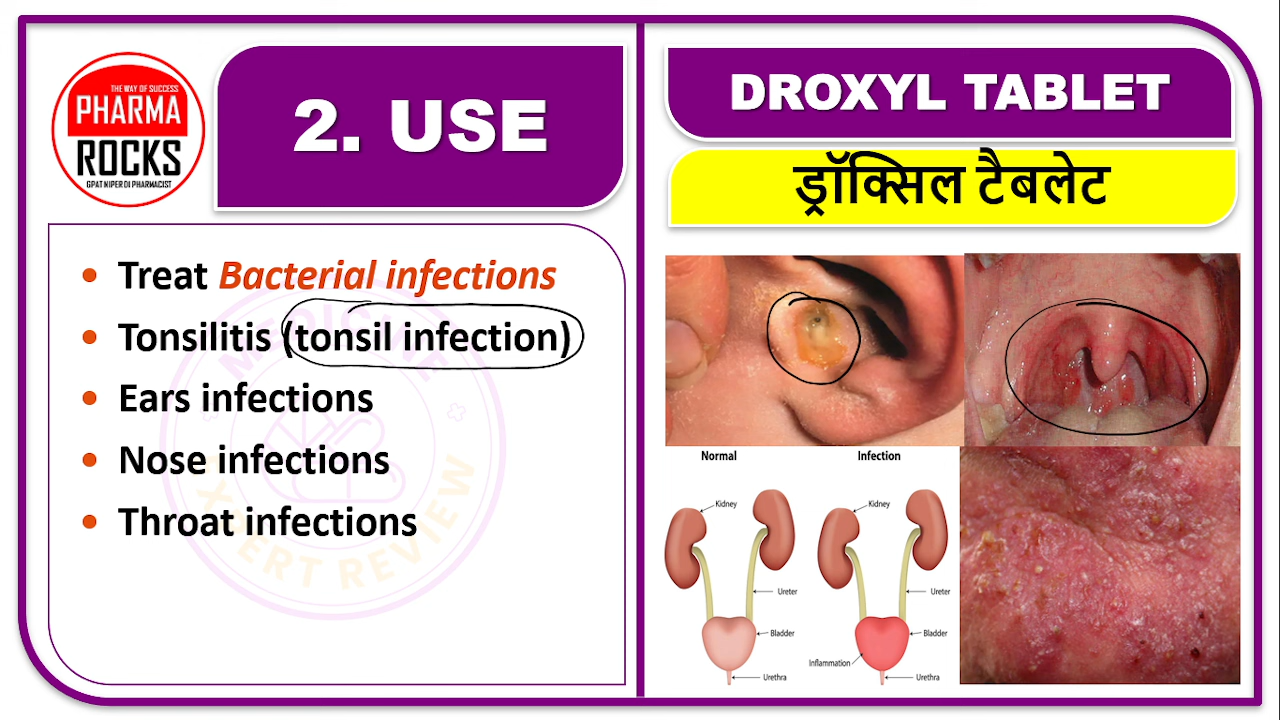 THE WAY OF SUCCESS
PHARMA
ROCKS
GPAT NIPER DI PHARMACIST
2. USE
• Treat Bacterial infections
• Tonsilitis (tonsil infection)
• Ears infections
• Nose infections
• Throat infections
EXPERT REVIEW
DROXYL TABLET
ड्रॉक्सिल टैबलेट
Normal
Infection
Kidney
Kidney
Ureter
Ureter
Bladder
Bladder
Inflammation
Urethra
Urethra